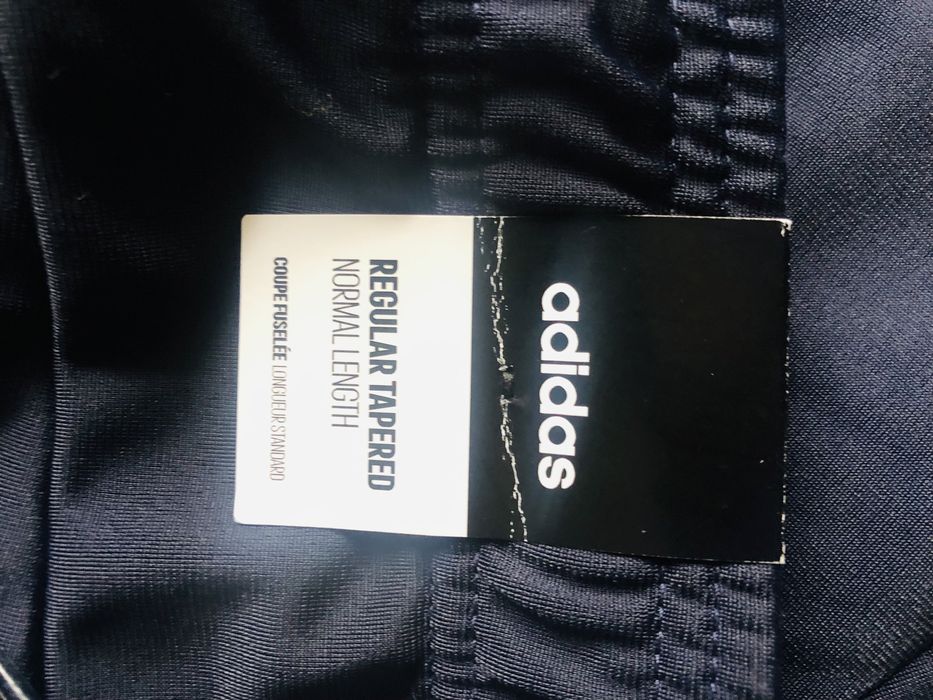 adidas
REGULAR TAPERED
NORMAL LENGTH
COUPE FUSELÉE LONGUEUR STANDARD